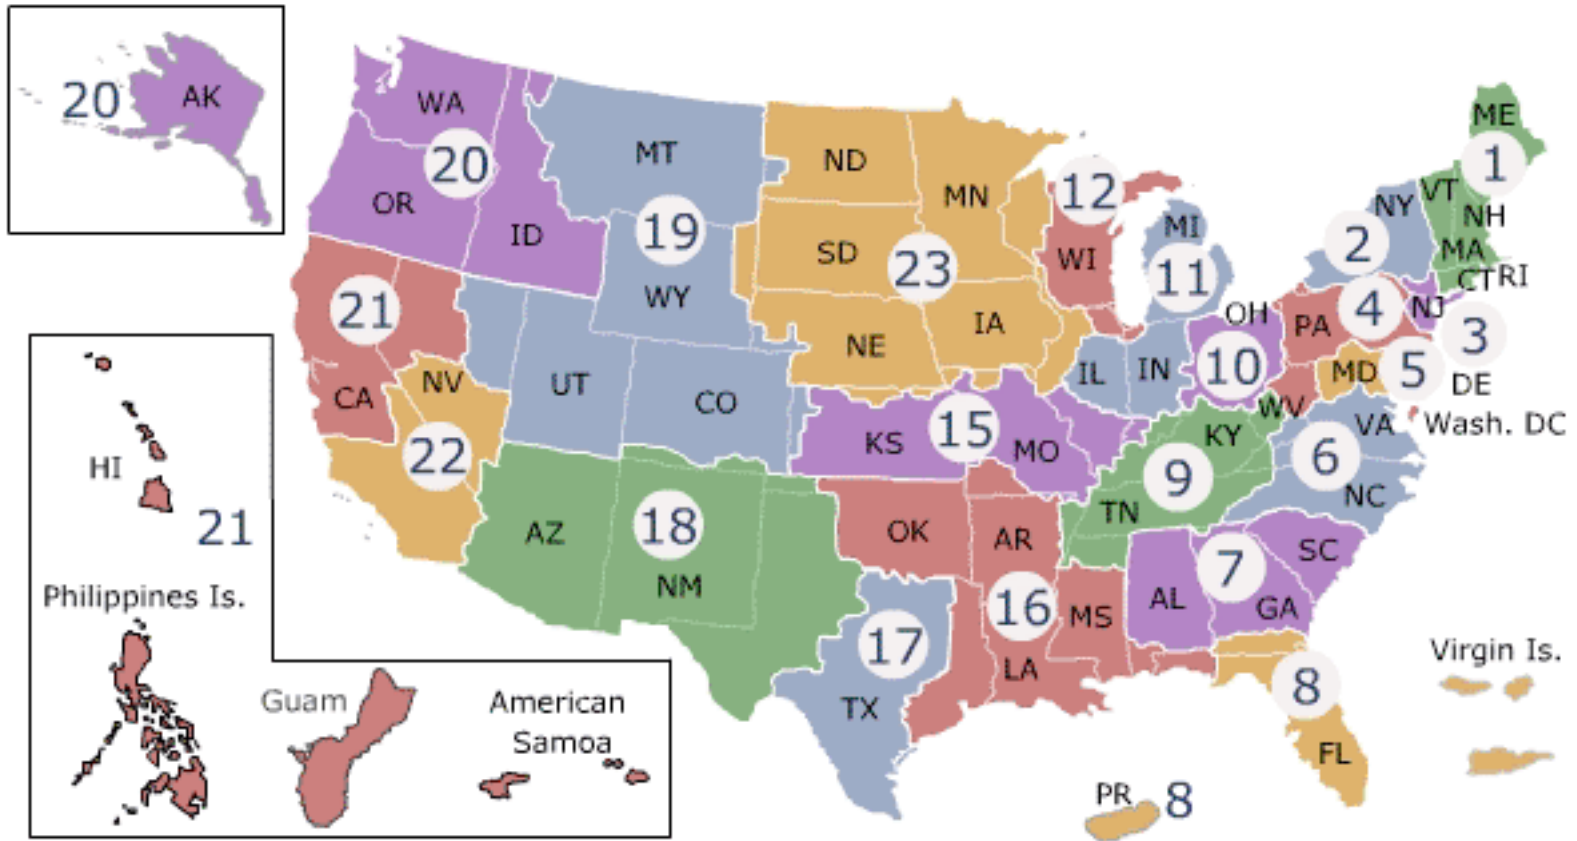 20
AK
WA
20
OR
ID
MT
19
WY
ND
MN
SD
23
NE
IA
12
WI
MI
11
ME
1
VT
NH
NY
MA
2
CT
RI
21
CA
NV
22
UT
CO
KS
15
MO
IL
IN
OH
10
PA
4
NJ
3
MD
5
DE
WV
Wash. DC
VA
KY
6
9
NC
TN
HI
21
AZ
18
NM
OK
AR
16
MS
LA
AL
7
GA
SC
17
TX
8
FL
Virgin Is.
PR
8
Philippines Is.
Guam
American
Samoa